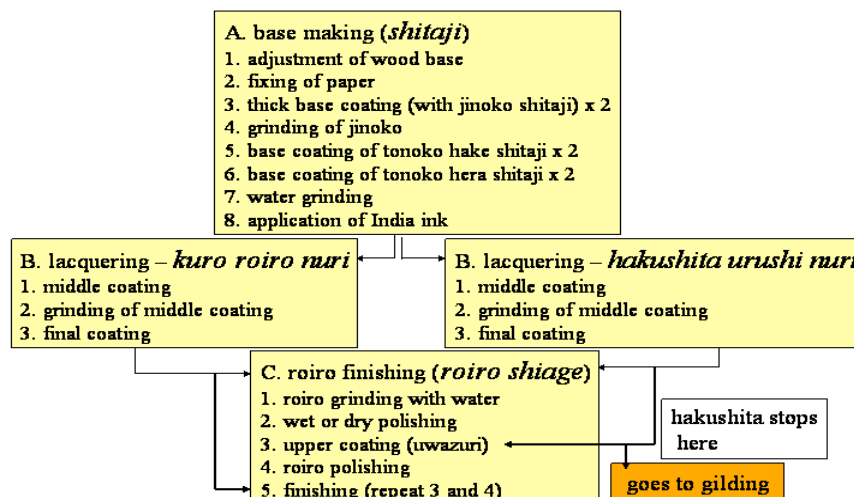 A. base making (shitaji)
1. adjustment of wood base
2. fixing of paper
3. thick base coating (with jinoko shitaji) x 2
4. grinding of jinoko
5. base coating of tonoko hake shitaji x 2
6. base coating of tonoko hera shitaji x 2
7. water grinding
8. application of India ink
B. lacquering – kuro roiro nuri
1. middle coating
2. grinding of middle coating
3. final coating
B. lacquering – hakushita urushi nuri
1. middle coating
2. grinding of middle coating
3. final coating
C. roiro finishing (roiro shiage)
1. roiro grinding with water
2. wet or dry polishing
3. upper coating (uwazuri)
4. roiro polishing
5. finishing (repeat 3 and 4)
hakushita stops
here
goes to gilding